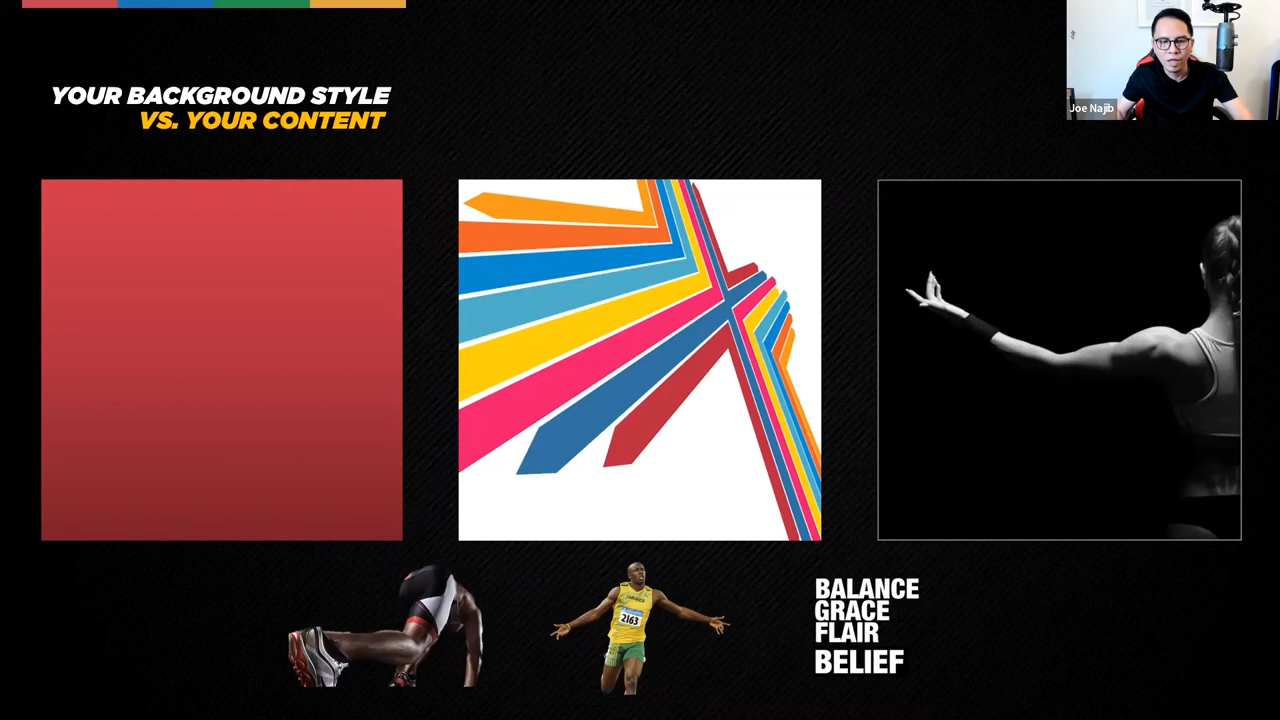 YOUR BACKGROUND STYLE
VS. YOUR CONTENT
Joe Najib
2163
BALANCE
GRACE
FLAIR
BELIEF